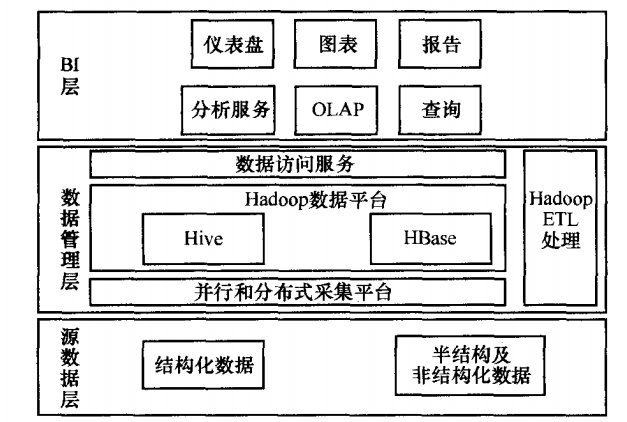 BI
层
仪表盘
图表
报告
分析服务
OLAP
查询
数据管理层
数据访问服务
Hadoop数据平台
Hive
HBase
并行和分布式采集平台
Hadoop
ETL
处理
源数据层
结构化数据
半结构及
非结构化数据